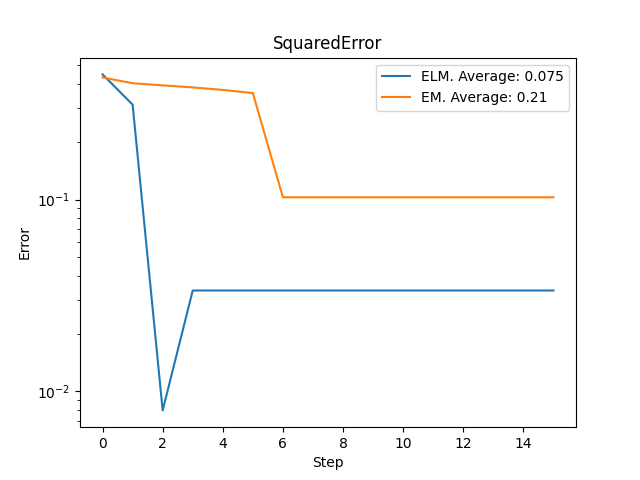 SquaredError
ELM. Average: 0.075
EM. Average: 0.21
Error
10⁻¹
10⁻²
0 2 4 6 8 10 12 14
Step